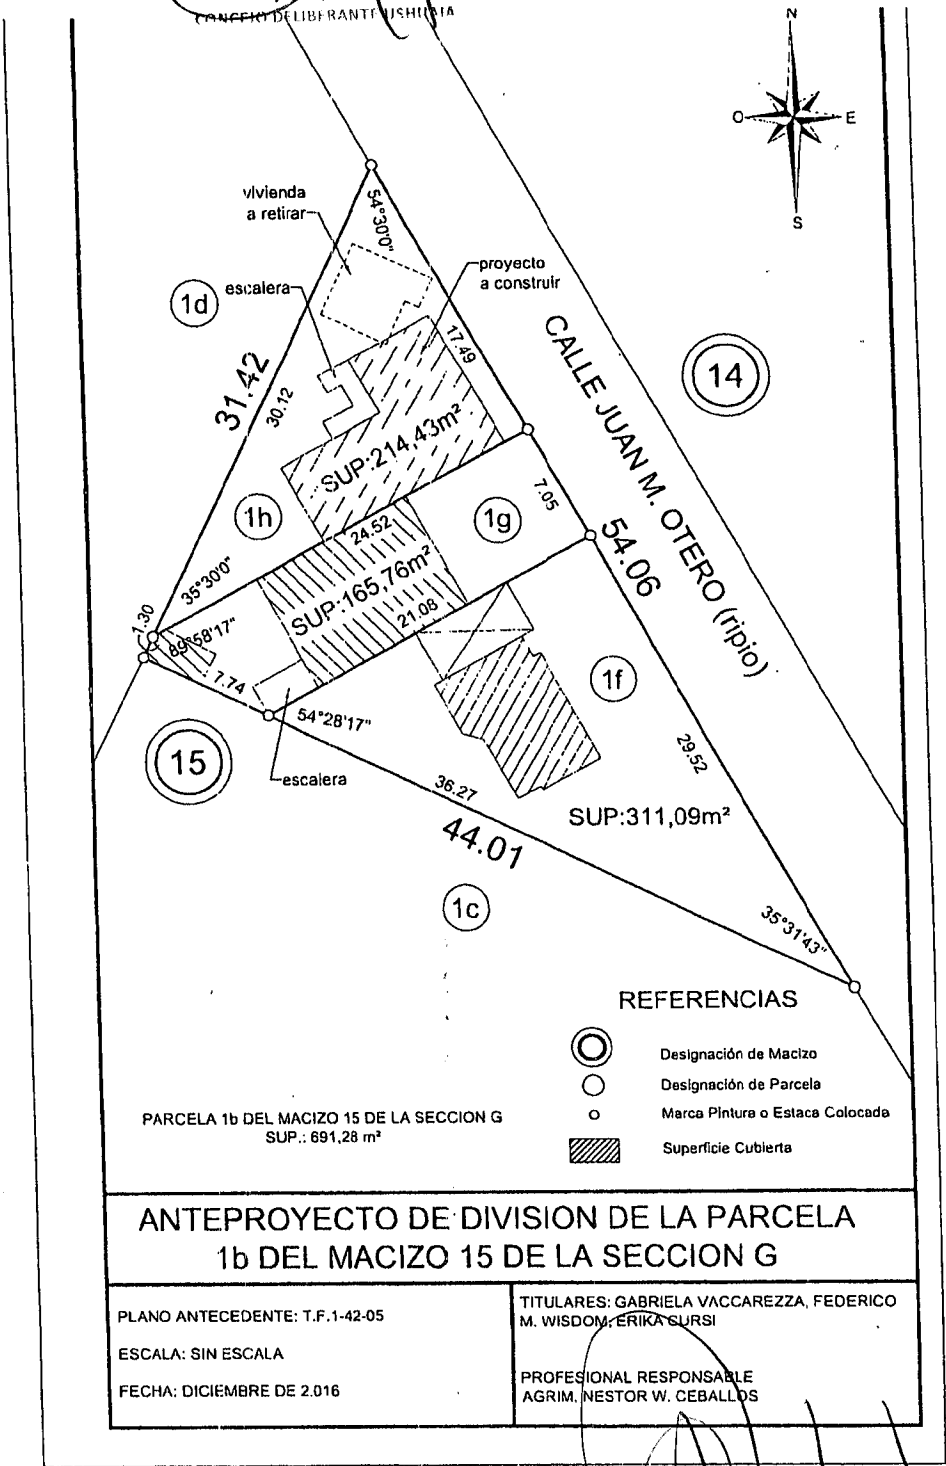 CONCEJO DELIBERANTE USHUAIA
N
O
E
S
vivienda
a retirar
54°30'0"
proyecto
a construir
escalera
1d
17.49
CALLE JUAN M. OTERO (ripio)
14
31.42
30.12
SUP:214,43m²
1h
24.52
7.05
1g
54.06
35°30'0"
SUP:165,76m²
21.08
1.30
89°58'17"
7.74
54°28'17"
1f
15
escalera
29.52
36.27
SUP:311,09m²
44.01
1c
35°31'43"
REFERENCIAS
Designación de Macizo
Designación de Parcela
Marca Pintura o Estaca Colocada
Superficie Cubierta
PARCELA 1b DEL MACIZO 15 DE LA SECCION G
SUP.: 691,28 m²
ANTEPROYECTO DE DIVISION DE LA PARCELA
1b DEL MACIZO 15 DE LA SECCION G
PLANO ANTECEDENTE: T.F.1-42-05
ESCALA: SIN ESCALA
FECHA: DICIEMBRE DE 2.016
TITULARES: GABRIELA VACCAREZZA, FEDERICO
M. WISDOM, ERIKA CURSI
PROFESIONAL RESPONSABLE
AGRIM. NESTOR W. CEBALLOS